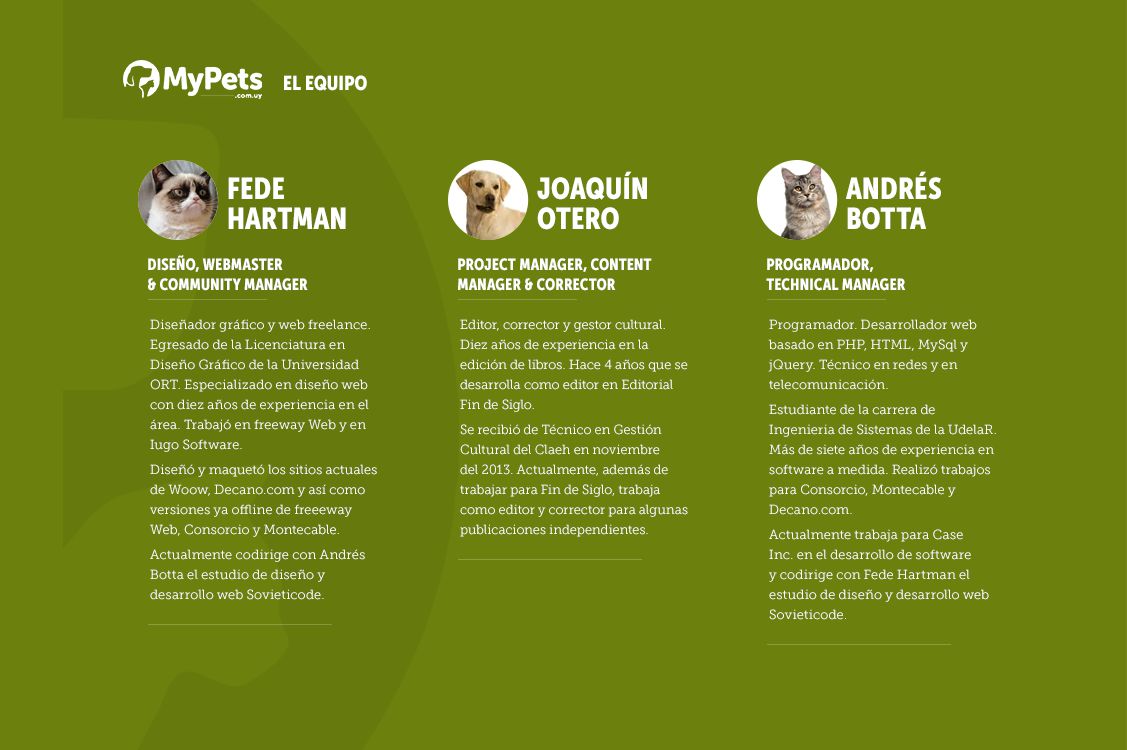 MyPets
.com.uy
EL EQUIPO
FEDE
HARTMAN
DISEÑO, WEBMASTER
& COMMUNITY MANAGER
Diseñador gráfico y web freelance.
Egresado de la Licenciatura en
Diseño Gráfico de la Universidad
ORT. Especializado en diseño web
con diez años de experiencia en el
área. Trabajó en freeway Web y en
Iugo Software.
Diseñó y maquetó los sitios actuales
de Woow, Decano.com y así como
versiones ya offline de freeeway
Web, Consorcio y Montecable.
Actualmente codirige con Andrés
Botta el estudio de diseño y
desarrollo web Sovieticode.
JOAQUÍN
OTERO
PROJECT MANAGER, CONTENT
MANAGER & CORRECTOR
Editor, corrector y gestor cultural.
Diez años de experiencia en la
edición de libros. Hace 4 años que se
desarrolla como editor en Editorial
Fin de Siglo.
Se recibió de Técnico en Gestión
Cultural del Claeh en noviembre
del 2013. Actualmente, además de
trabajar para Fin de Siglo, trabaja
como editor y corrector para algunas
publicaciones independientes.
ANDRÉS
BOTTA
PROGRAMADOR,
TECHNICAL MANAGER
Programador. Desarrollador web
basado en PHP, HTML, MySql y
jQuery. Técnico en redes y en
telecomunicación.
Estudiante de la carrera de
Ingenieria de Sistemas de la UdelaR.
Más de siete años de experiencia en
software a medida. Realizó trabajos
para Consorcio, Montecable y
Decano.com.
Actualmente trabaja para Case
Inc. en el desarrollo de software
y codirige con Fede Hartman el
estudio de diseño y desarrollo web
Sovieticode.